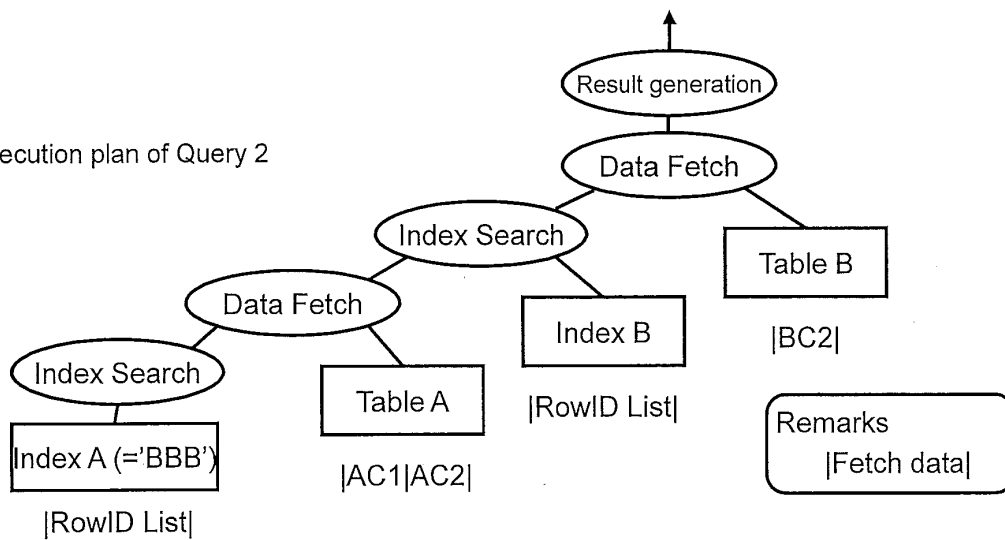 Result generation
ecution plan of Query 2
Data Fetch
Index Search
Table B
Data Fetch
Index B
|BC2|
Index Search
Table A
|RowID List|
Remarks
|Fetch data|
Index A (='BBB')
|AC1|AC2|
|RowID List|